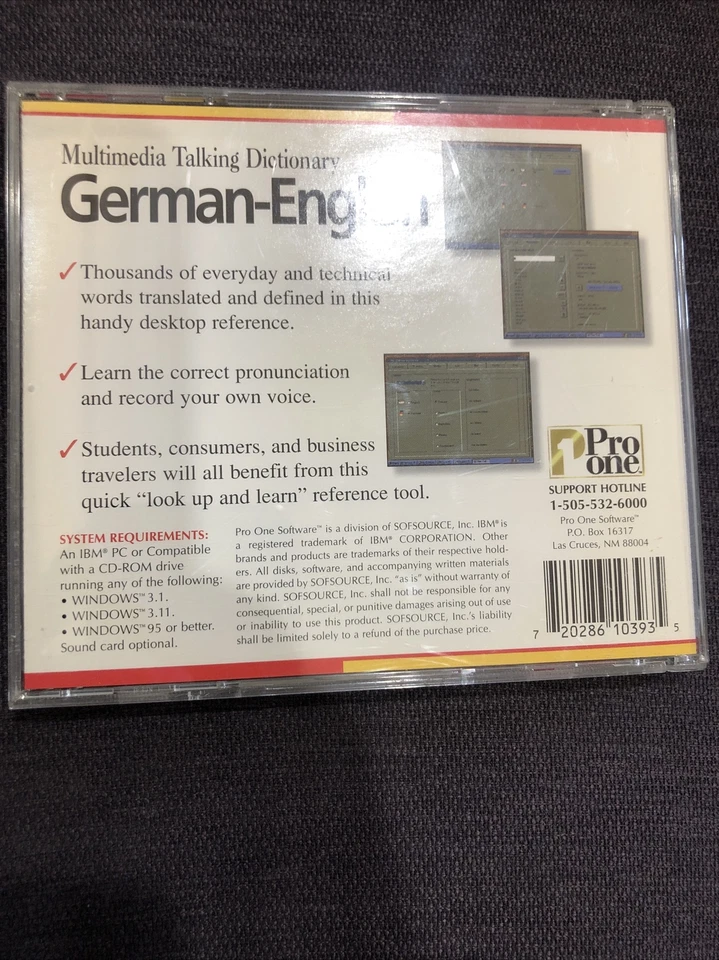 Multimedia Talking Dictionary
German-English
✓ Thousands of everyday and technical
words translated and defined in this
handy desktop reference.
✓ Learn the correct pronunciation
and record your own voice.
✓ Students, consumers, and business
travelers will all benefit from this
quick “look up and learn” reference tool.
SYSTEM REQUIREMENTS:
An IBM® PC or Compatible
with a CD-ROM drive
running any of the following:
• WINDOWS™ 3.1.
• WINDOWS™ 3.11.
• WINDOWS™ 95 or better.
Sound card optional.
Pro One Software™ is a division of SOFSOURCE, Inc. IBM® is
a registered trademark of IBM® CORPORATION. Other
brands and products are trademarks of their respective hold-
ers. All disks, software, and accompanying written materials
are provided by SOFSOURCE, Inc. “as is” without warranty of
any kind. SOFSOURCE, Inc. shall not be responsible for any
consequential, special, or punitive damages arising out of use
or inability to use this product. SOFSOURCE, Inc.'s liability
shall be limited solely to a refund of the purchase price.
1 Pro
one
SUPPORT HOTLINE
1-505-532-6000
Pro One Software™
P.O. Box 16317
Las Cruces, NM 88004
7 20286 10393 5